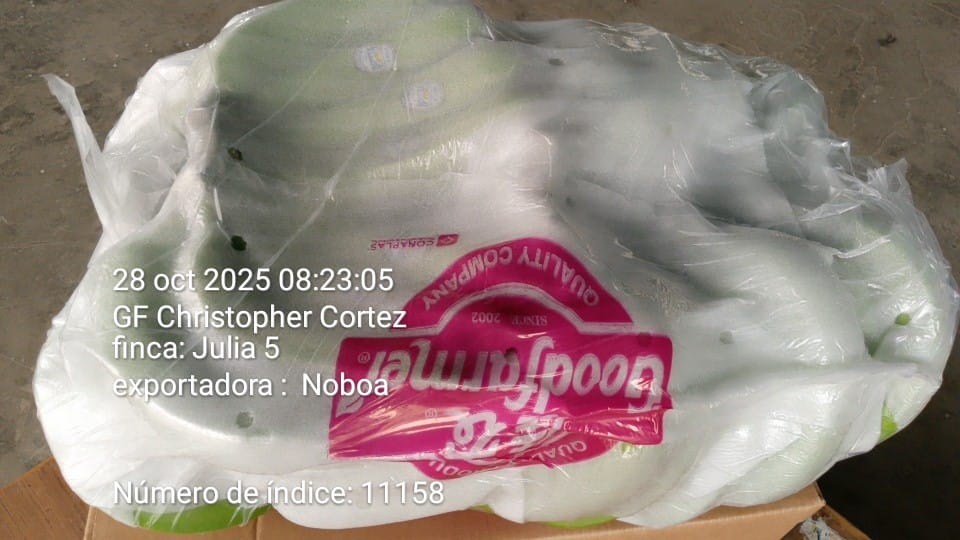 CONAPLAS
QUALITY COMPANY
SINCE 2002
Goodfarmer®
28 oct 2025 08:23:05
GF Christopher Cortez
finca: Julia 5
exportadora : Noboa
Número de índice: 11158